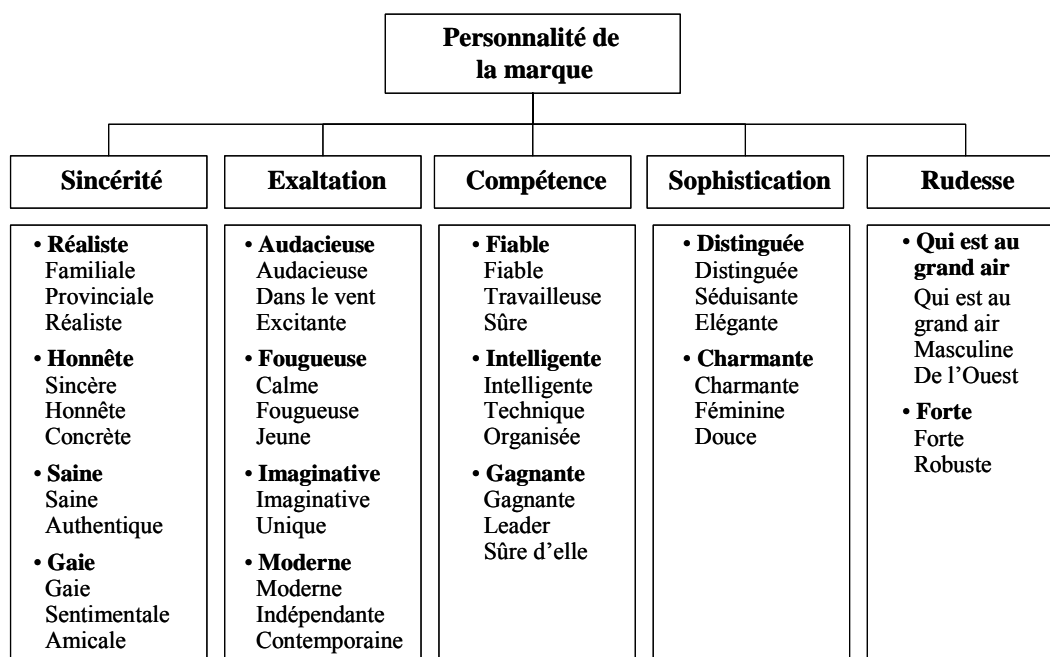 Personnalité de
la marque
Sincérité
Exaltation
Compétence
Sophistication
Rudesse
• Réaliste
Familiale
Provinciale
Réaliste
• Honnête
Sincère
Honnête
Concrète
• Saine
Saine
Authentique
• Gaie
Gaie
Sentimentale
Amicale
• Audacieuse
Audacieuse
Dans le vent
Excitante
• Fougueuse
Calme
Fougueuse
Jeune
• Imaginative
Imaginative
Unique
• Moderne
Moderne
Indépendante
Contemporaine
• Fiable
Fiable
Travailleuse
Sûre
• Intelligente
Intelligente
Technique
Organisée
• Gagnante
Gagnante
Leader
Sûre d’elle
• Distinguée
Distinguée
Séduisante
Elégante
• Charmante
Charmante
Féminine
Douce
• Qui est au
grand air
Qui est au
grand air
Masculine
De l’Ouest
• Forte
Forte
Robuste